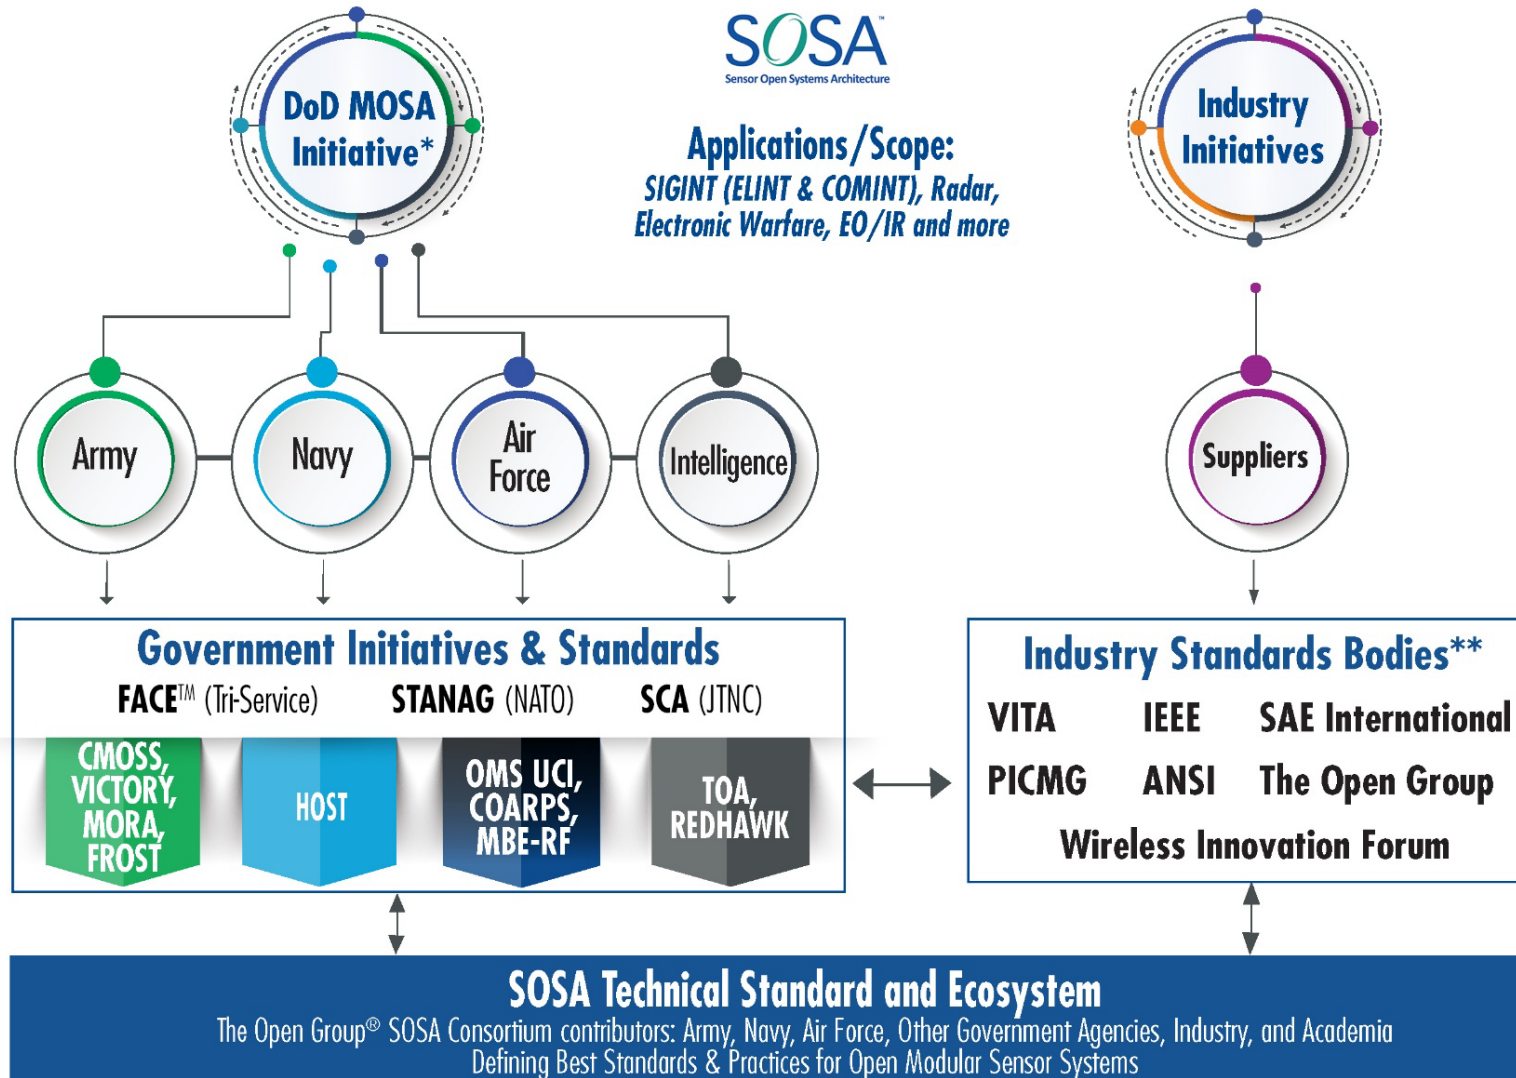 DoD MOSA
Initiative*
SOSA™
Sensor Open Systems Architecture
Applications/Scope:
SIGINT (ELINT & COMINT), Radar,
Electronic Warfare, EO/IR and more
Industry
Initiatives
Army
Navy
Air
Force
Intelligence
Suppliers
Government Initiatives & Standards
FACE™ (Tri-Service) STANAG (NATO) SCA (JTNC)
CMOSS,
VICTORY,
MORA,
FROST
HOST
OMS UCI,
COARPS,
MBE-RF
TOA,
REDHAWK
Industry Standards Bodies**
VITA IEEE SAE International
PICMG ANSI The Open Group
Wireless Innovation Forum
SOSA Technical Standard and Ecosystem
The Open Group® SOSA Consortium contributors: Army, Navy, Air Force, Other Government Agencies, Industry, and Academia
Defining Best Standards & Practices for Open Modular Sensor Systems